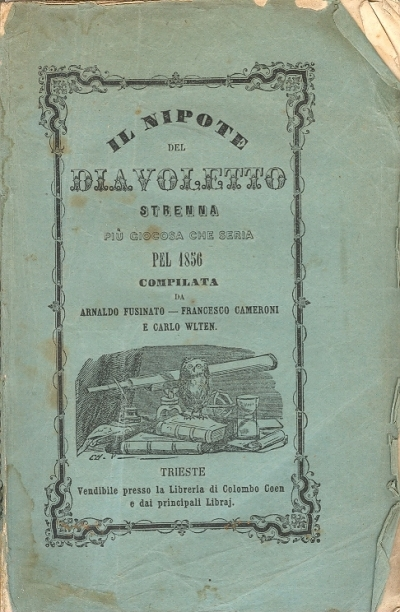 IL NIPOTE
DEL
DIAVOLETTO
STRENNA
PIÙ GIOCOSA CHE SERIA
PEL 1856
COMPILATA
DA
ARNALDO FUSINATO — FRANCESCO CAMERONI
E CARLO WLTEN.
TRIESTE
Vendibile presso la Libreria di Colombo Coen
e dai principali Libraj.